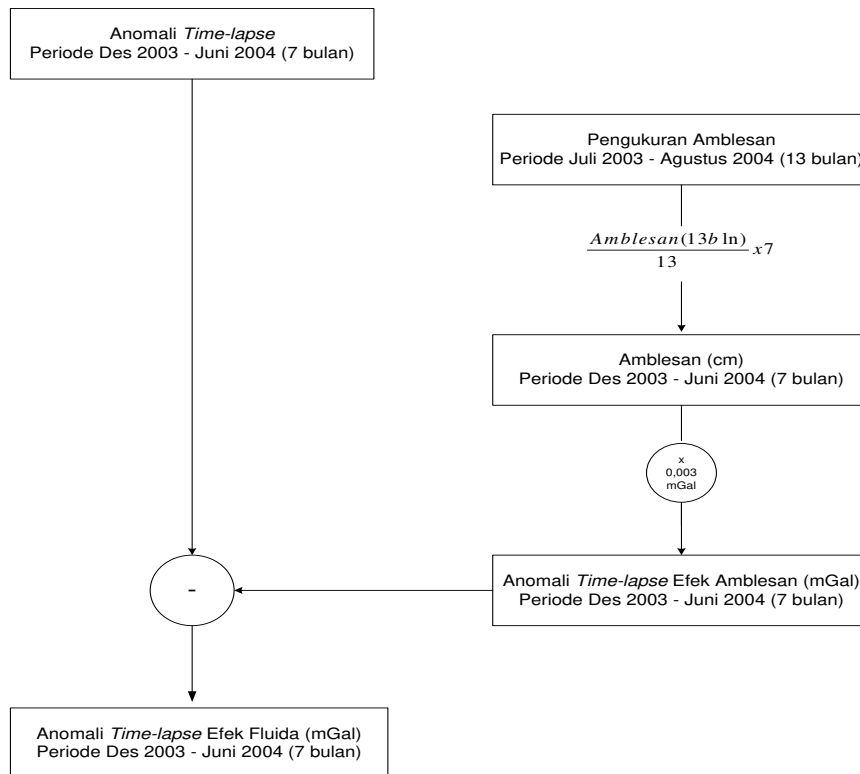 Anomali Time-lapse
Periode Des 2003 - Juni 2004 (7 bulan)
Pengukuran Amblesan
Periode Juli 2003 - Agustus 2004 (13 bulan)
Amblesan(13b ln)
13
x7
Amblesan (cm)
Periode Des 2003 - Juni 2004 (7 bulan)
x
0,003
mGal
Anomali Time-lapse Efek Amblesan (mGal)
Periode Des 2003 - Juni 2004 (7 bulan)
-
Anomali Time-lapse Efek Fluida (mGal)
Periode Des 2003 - Juni 2004 (7 bulan)